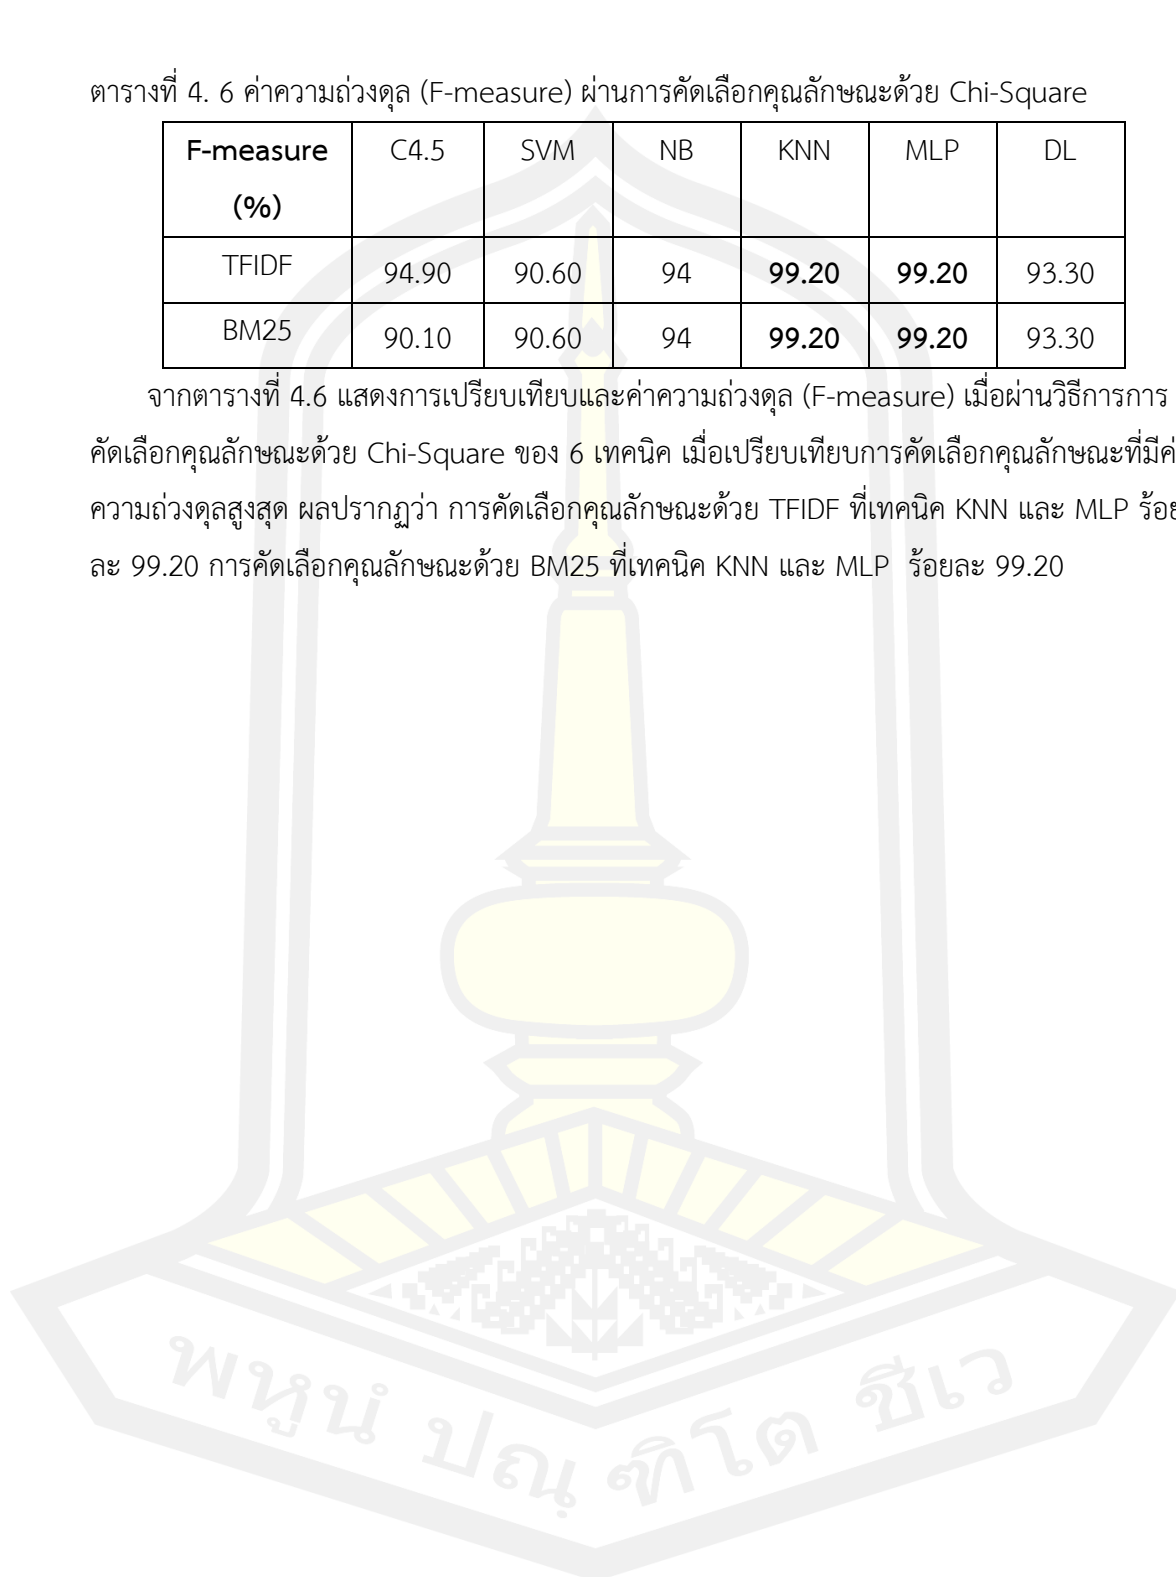 ตารางที่ 4. 6 ค่าความถ่วงดุล (F-measure) ผ่านการคัดเลือกคุณลักษณะด้วย Chi-Square
F-measure (%) C4.5 SVM NB KNN MLP DL
TFIDF 94.90 90.60 94 99.20 99.20 93.30
BM25 90.10 90.60 94 99.20 99.20 93.30
จากตารางที่ 4.6 แสดงการเปรียบเทียบและค่าความถ่วงดุล (F-measure) เมื่อผ่านวิธีการการ
คัดเลือกคุณลักษณะด้วย Chi-Square ของ 6 เทคนิค เมื่อเปรียบเทียบการคัดเลือกคุณลักษณะที่มีค่
ความถ่วงดุลสูงสุด ผลปรากฏว่า การคัดเลือกคุณลักษณะด้วย TFIDF ที่เทคนิค KNN และ MLP ร้อย
ละ 99.20 การคัดเลือกคุณลักษณะด้วย BM25 ที่เทคนิค KNN และ MLP ร้อยละ 99.20
พหูนํ ปณฺฑิโต ชีเว